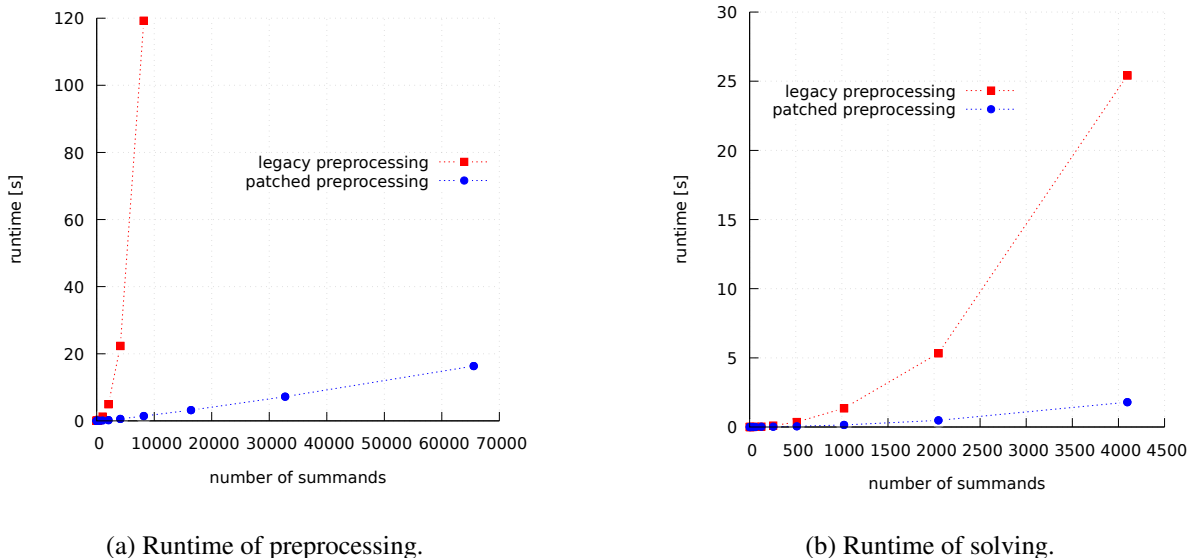 120
100
80
60
40
20
0
runtime [s]
legacy preprocessing
patched preprocessing
0 10000 20000 30000 40000 50000 60000 70000
number of summands
(a) Runtime of preprocessing.
30
25
20
15
10
5
0
runtime [s]
legacy preprocessing
patched preprocessing
0 500 1000 1500 2000 2500 3000 3500 4000 4500
number of summands
(b) Runtime of solving.